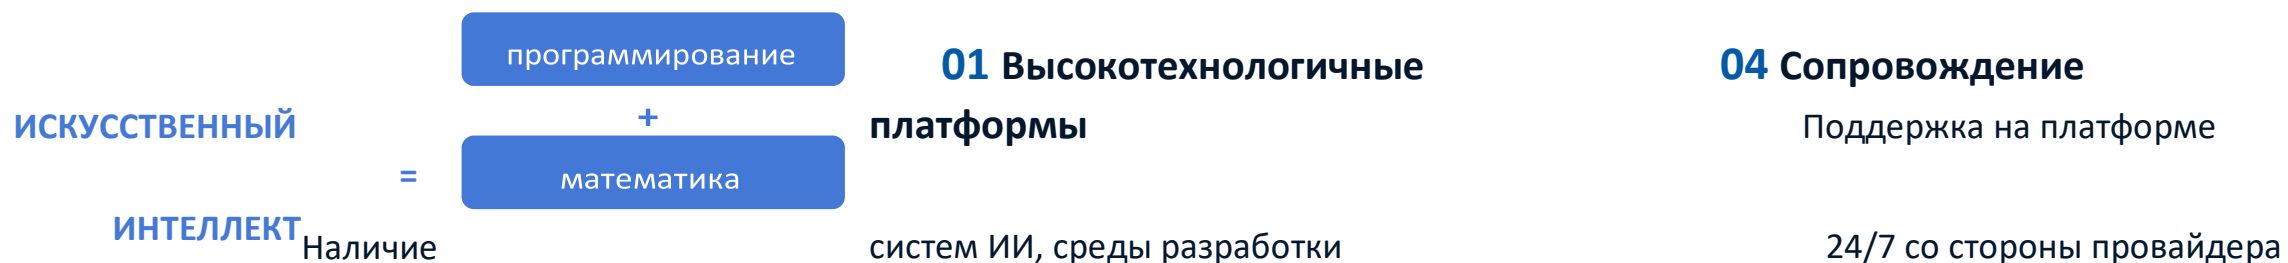 программирование
01 Высокотехнологичные
04 Сопровождение
ИСКУССТВЕННЫЙ
+
платформы
Поддержка на платформе
=
математика
ИНТЕЛЛЕКТ
Наличие
систем ИИ, среды разработки
24/7 со стороны провайдера